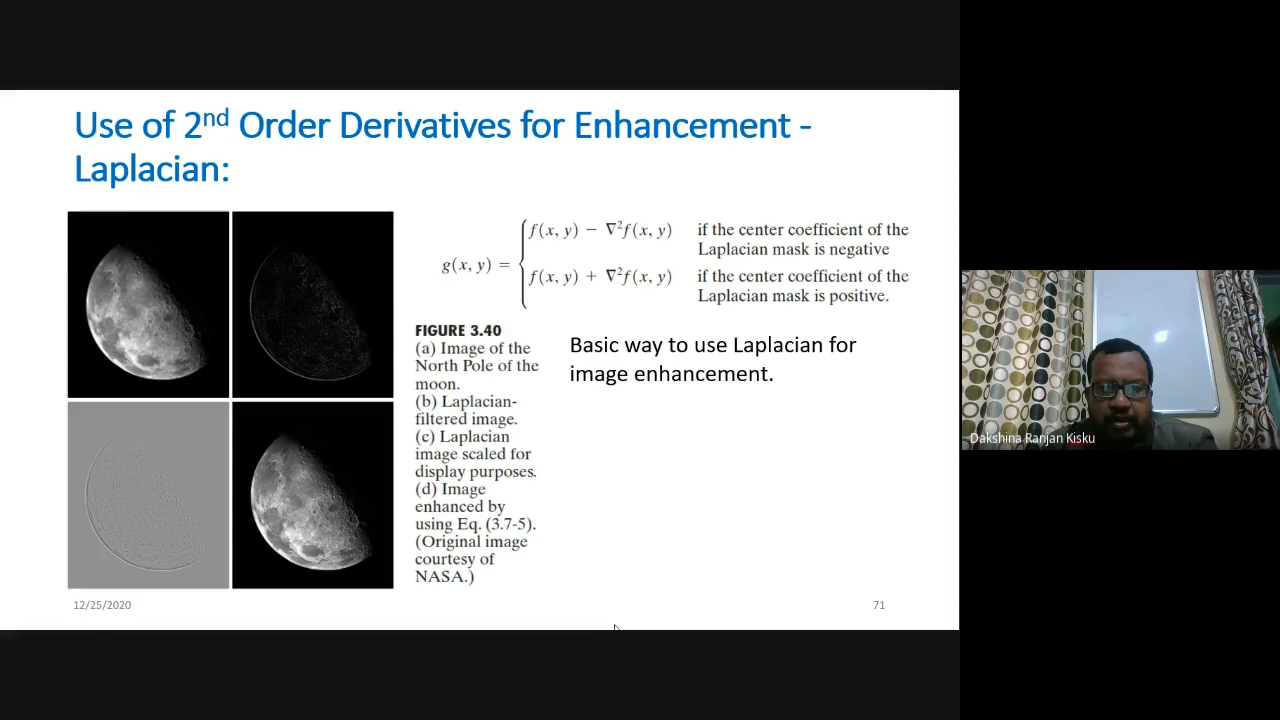 Use of 2nd Order Derivatives for Enhancement -
Laplacian:
g(x, y) = { f(x, y) − ∇²f(x, y) if the center coefficient of the
Laplacian mask is negative
f(x, y) + ∇²f(x, y) if the center coefficient of the
Laplacian mask is positive.
FIGURE 3.40
(a) Image of the
North Pole of the
moon.
(b) Laplacian-
filtered image.
(c) Laplacian
image scaled for
display purposes.
(d) Image
enhanced by
using Eq. (3.7-5).
(Original image
courtesy of
NASA.)
Basic way to use Laplacian for
image enhancement.
12/25/2020
71
Dakshina Ranjan Kisku